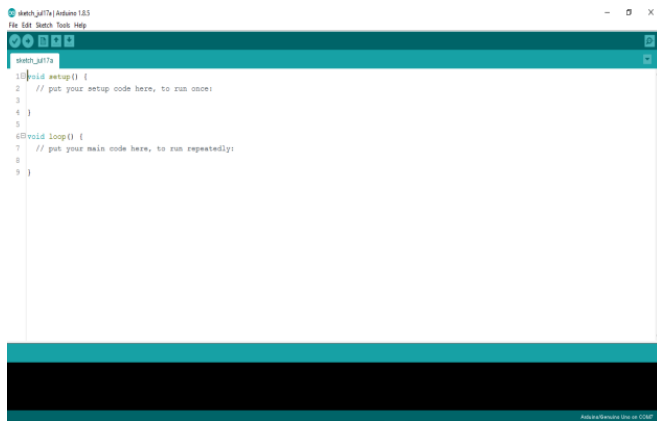 sketch_jul17a | Arduino 1.8.5
File Edit Sketch Tools Help
sketch_jul17a
1 void setup() {
2 // put your setup code here, to run once:
3
4 }
5
6 void loop() {
7 // put your main code here, to run repeatedly:
8
9 }
Arduino/Genuino Uno on COM7